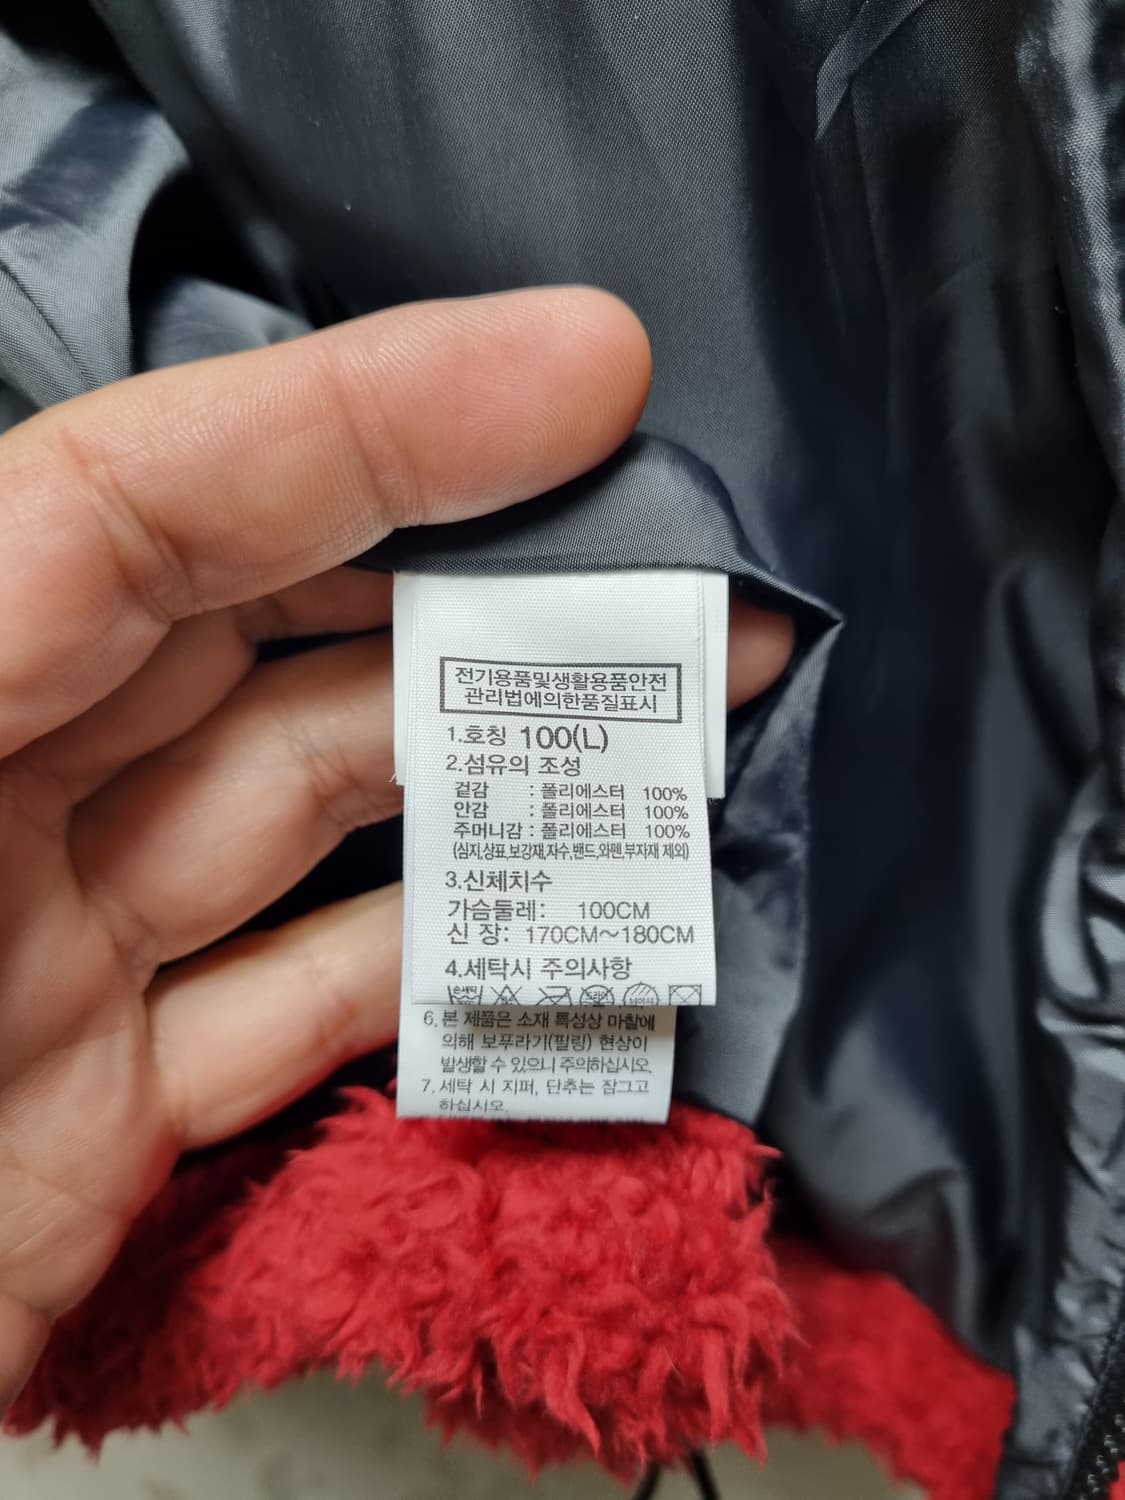 전기용품및생활용품안전
관리법에의한품질표시
1.호칭 100(L)
2.섬유의 조성
겉감 : 폴리에스터 100%
안감 : 폴리에스터 100%
주머니감 : 폴리에스터 100%
(심지,상표,보강재,자수,밴드,와펜,부자재 제외)
3.신체치수
가슴둘레: 100CM
신 장: 170CM~180CM
4.세탁시 주의사항
손세탁
드라이
6. 본 제품은 소재 특성상 마찰에
의해 보푸라기(필링) 현상이
발생할 수 있으니 주의하십시오.
7. 세탁 시 지퍼, 단추는 잠그고
하십시오.